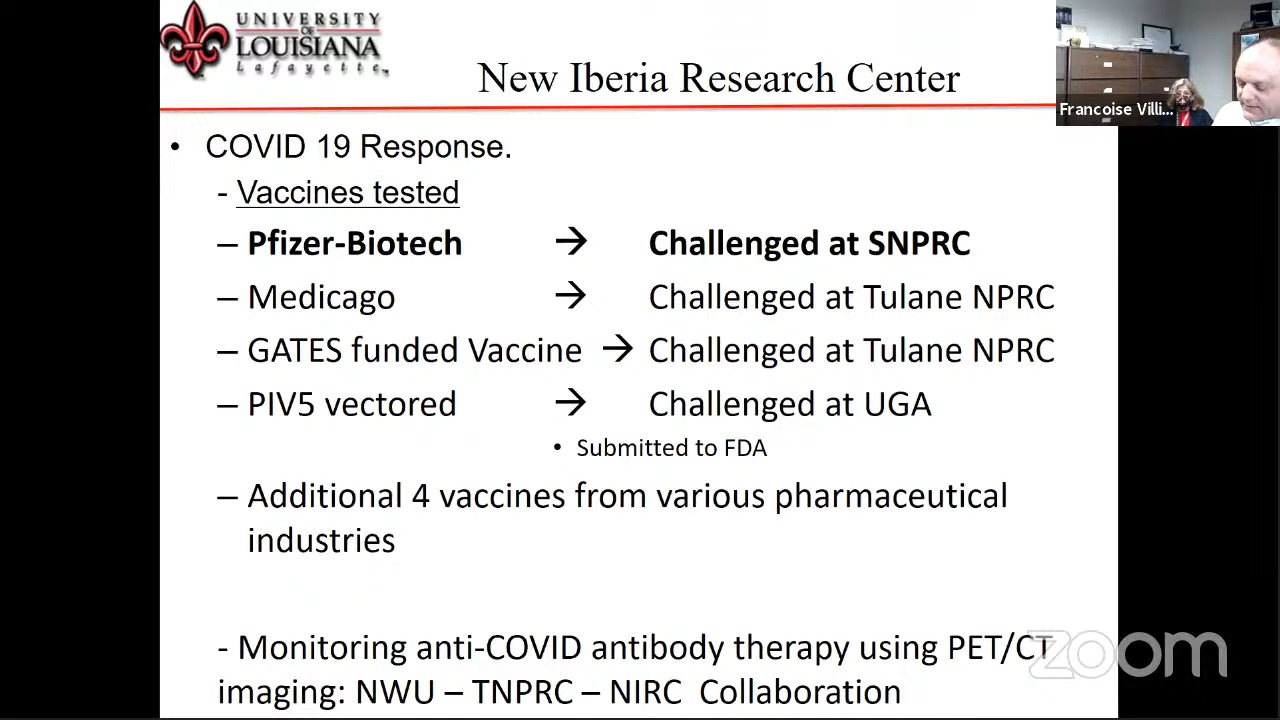 UNIVERSITY
OF
LOUISIANA
Lafayette
New Iberia Research Center
Francoise Villi...
• COVID 19 Response.
- Vaccines tested
– Pfizer-Biotech → Challenged at SNPRC
– Medicago → Challenged at Tulane NPRC
– GATES funded Vaccine → Challenged at Tulane NPRC
– PIV5 vectored → Challenged at UGA
• Submitted to FDA
– Additional 4 vaccines from various pharmaceutical
industries
- Monitoring anti-COVID antibody therapy using PET/CT
imaging: NWU – TNPRC – NIRC Collaboration
zoom